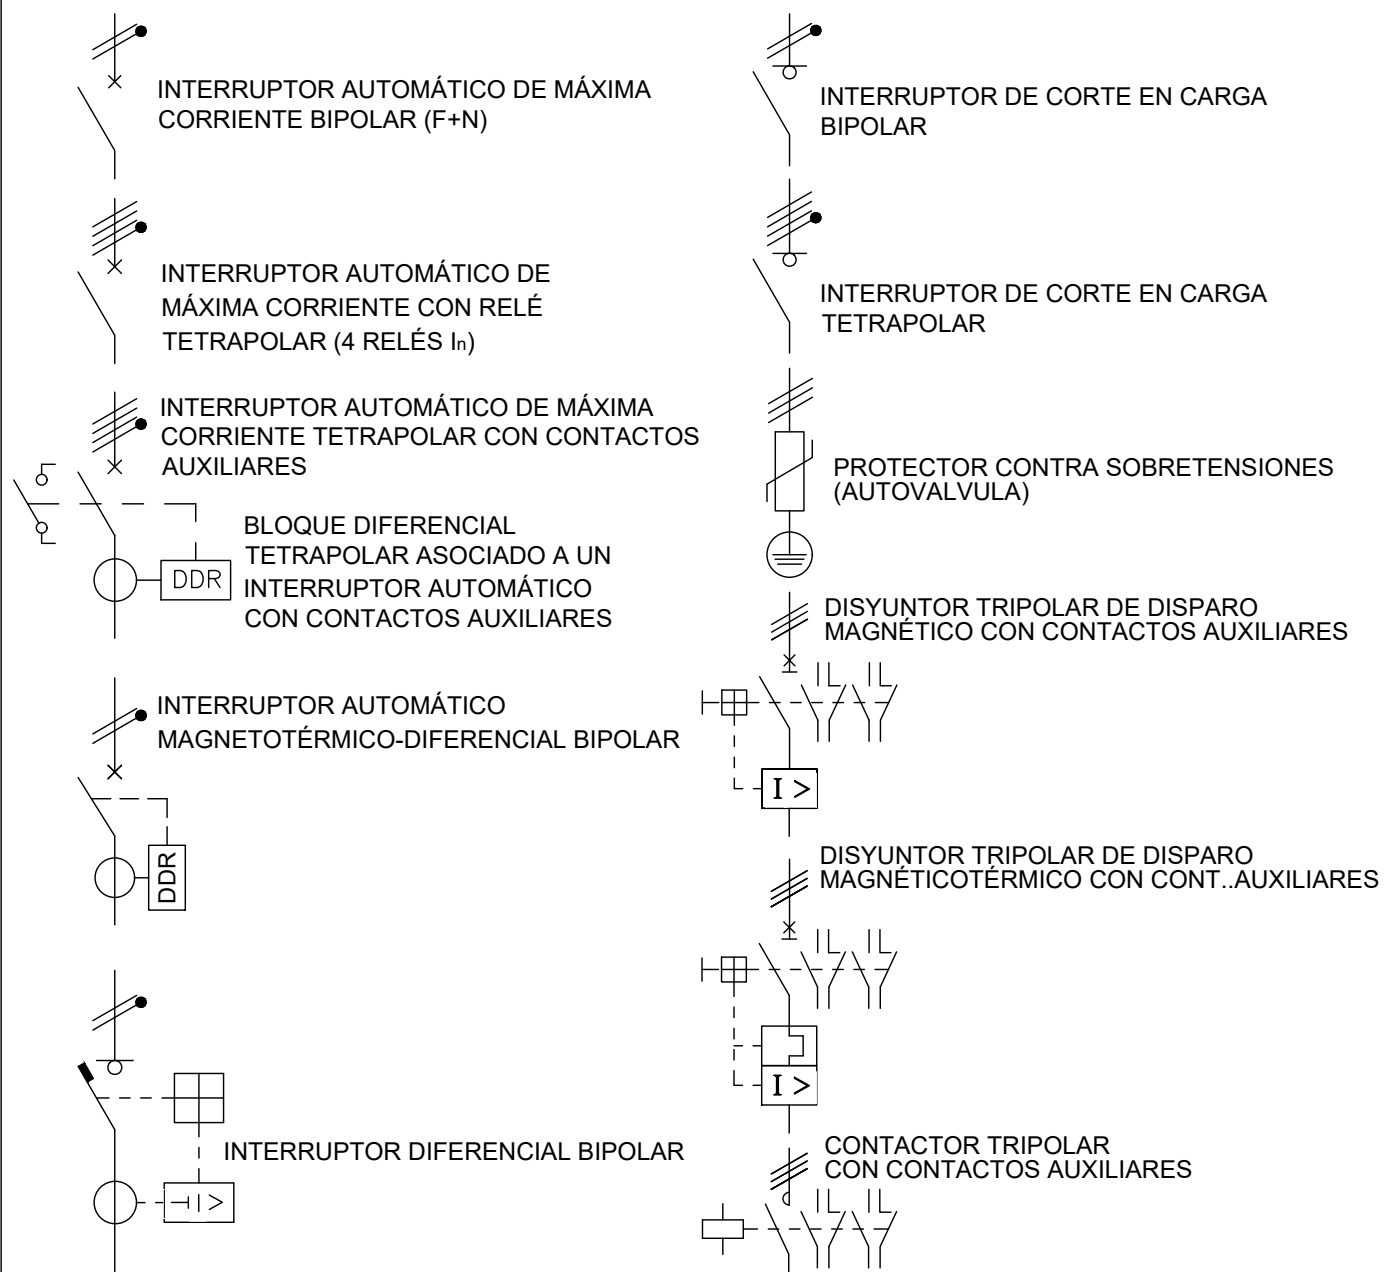 INTERRUPTOR AUTOMÁTICO DE MÁXIMA
CORRIENTE BIPOLAR (F+N)
INTERRUPTOR AUTOMÁTICO DE
MÁXIMA CORRIENTE CON RELÉ
TETRAPOLAR (4 RELÉS In)
INTERRUPTOR AUTOMÁTICO DE MÁXIMA
CORRIENTE TETRAPOLAR CON CONTACTOS
AUXILIARES
BLOQUE DIFERENCIAL
TETRAPOLAR ASOCIADO A UN
INTERRUPTOR AUTOMÁTICO
CON CONTACTOS AUXILIARES
DDR
INTERRUPTOR AUTOMÁTICO
MAGNETOTÉRMICO-DIFERENCIAL BIPOLAR
DDR
INTERRUPTOR DIFERENCIAL BIPOLAR
I >
INTERRUPTOR DE CORTE EN CARGA
BIPOLAR
INTERRUPTOR DE CORTE EN CARGA
TETRAPOLAR
PROTECTOR CONTRA SOBRETENSIONES
(AUTOVALVULA)
DISYUNTOR TRIPOLAR DE DISPARO
MAGNÉTICO CON CONTACTOS AUXILIARES
I >
DISYUNTOR TRIPOLAR DE DISPARO
MAGNÉTICOTÉRMICO CON CONT..AUXILIARES
I >
CONTACTOR TRIPOLAR
CON CONTACTOS AUXILIARES